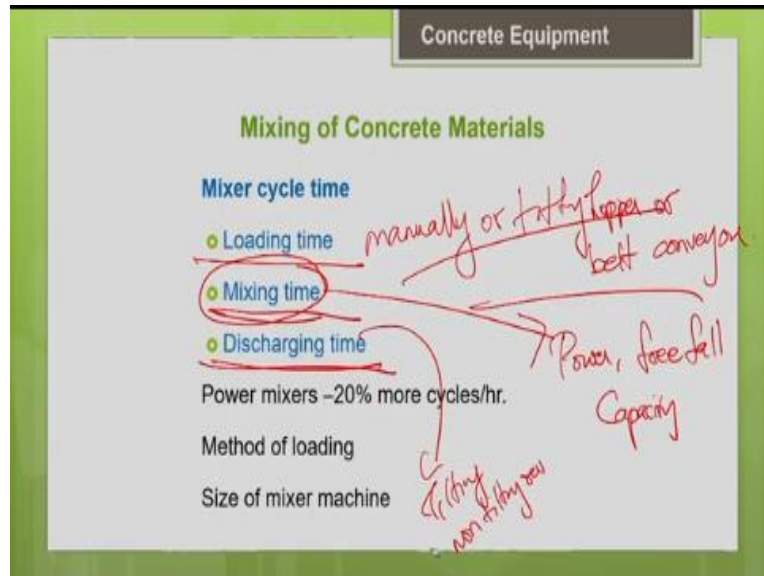 Concrete Equipment
Mixing of Concrete Materials
Mixer cycle time
Loading time
manually or tilting hopper or
belt conveyor
Mixing time
Discharging time
Power, free fall
Capacity
Power mixers –20% more cycles/hr.
Method of loading
Size of mixer machine
Tilting
non tilting